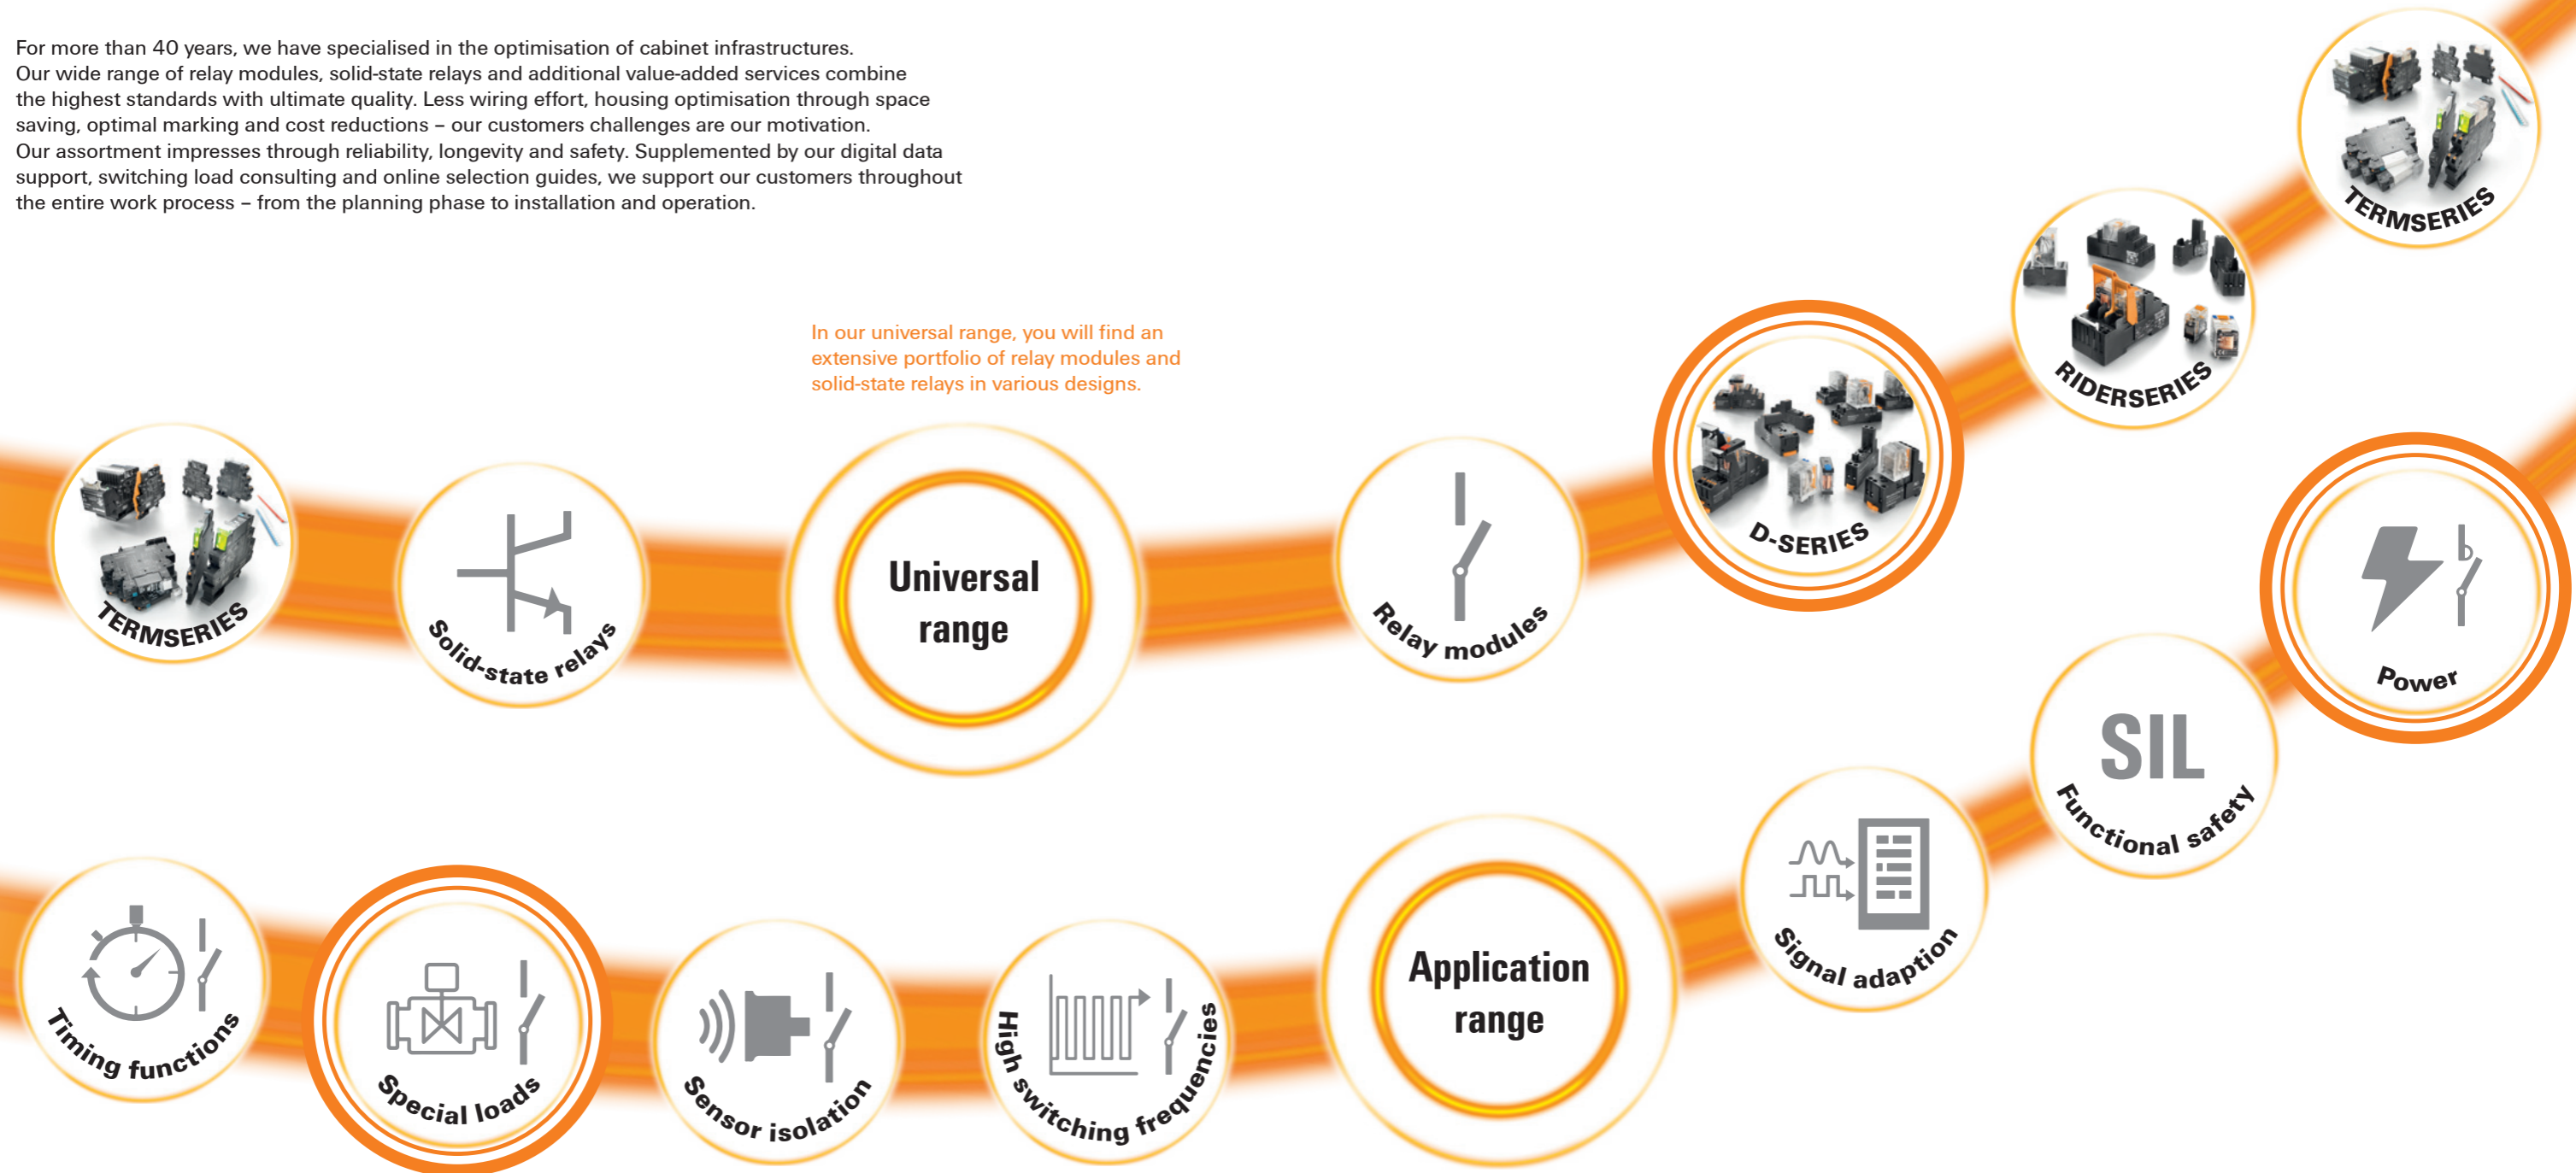 For more than 40 years, we have specialised in the optimisation of cabinet infrastructures.
Our wide range of relay modules, solid-state relays and additional value-added services combine
the highest standards with ultimate quality. Less wiring effort, housing optimisation through space
saving, optimal marking and cost reductions – our customers challenges are our motivation.
Our assortment impresses through reliability, longevity and safety. Supplemented by our digital data
support, switching load consulting and online selection guides, we support our customers throughout
the entire work process – from the planning phase to installation and operation.
In our universal range, you will find an
extensive portfolio of relay modules and
solid-state relays in various designs.
TERMSERIES
Solid-state relays
Universal
range
Relay modules
D-SERIES
RIDERSERIES
TERMSERIES
Timing functions
Special loads
Sensor isolation
High switching frequencies
Application
range
Signal adaption
SIL
Functional safety
Power